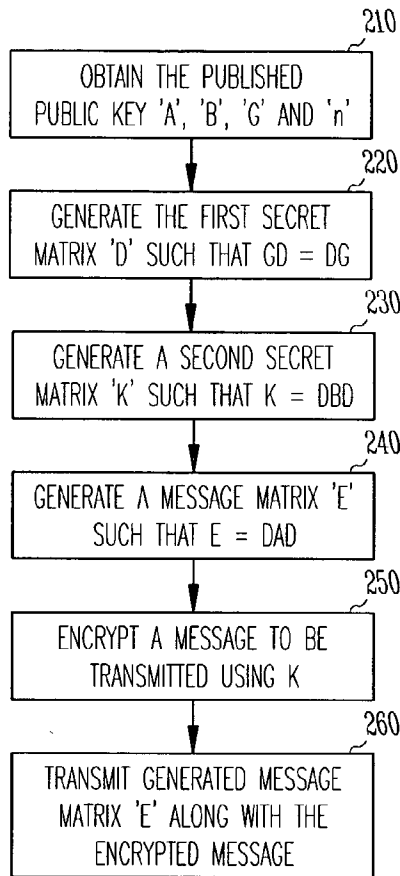 210
OBTAIN THE PUBLISHED
PUBLIC KEY 'A', 'B', 'G' AND 'n'
220
GENERATE THE FIRST SECRET
MATRIX 'D' SUCH THAT GD = DG
230
GENERATE A SECOND SECRET
MATRIX 'K' SUCH THAT K = DBD
240
GENERATE A MESSAGE MATRIX 'E'
SUCH THAT E = DAD
250
ENCRYPT A MESSAGE TO BE
TRANSMITTED USING K
260
TRANSMIT GENERATED MESSAGE
MATRIX 'E' ALONG WITH THE
ENCRYPTED MESSAGE